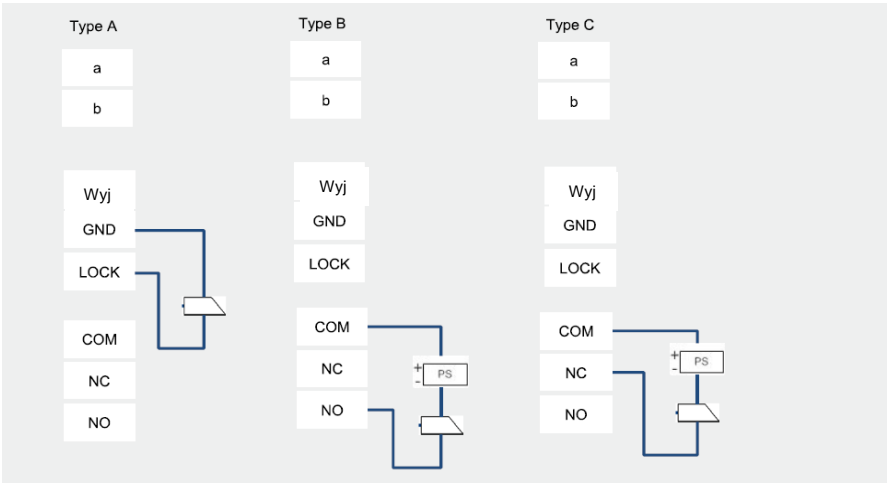 Type A
a
b
Wyj
GND
LOCK
COM
NC
NO
Type B
a
b
Wyj
GND
LOCK
COM
NC
NO
+
-
PS
Type C
a
b
Wyj
GND
LOCK
COM
NC
NO
+
-
PS